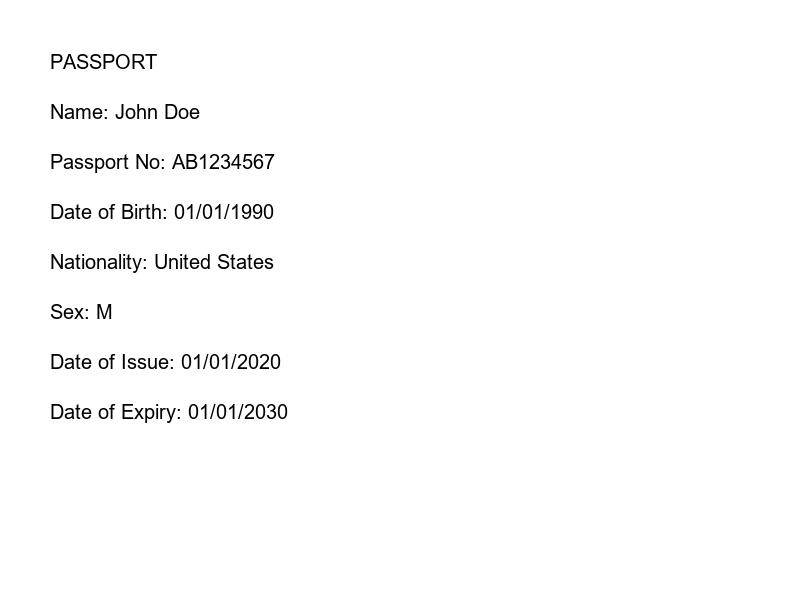 PASSPORT
Name: John Doe
Passport No: AB1234567
Date of Birth: 01/01/1990
Nationality: United States
Sex: M
Date of Issue: 01/01/2020
Date of Expiry: 01/01/2030